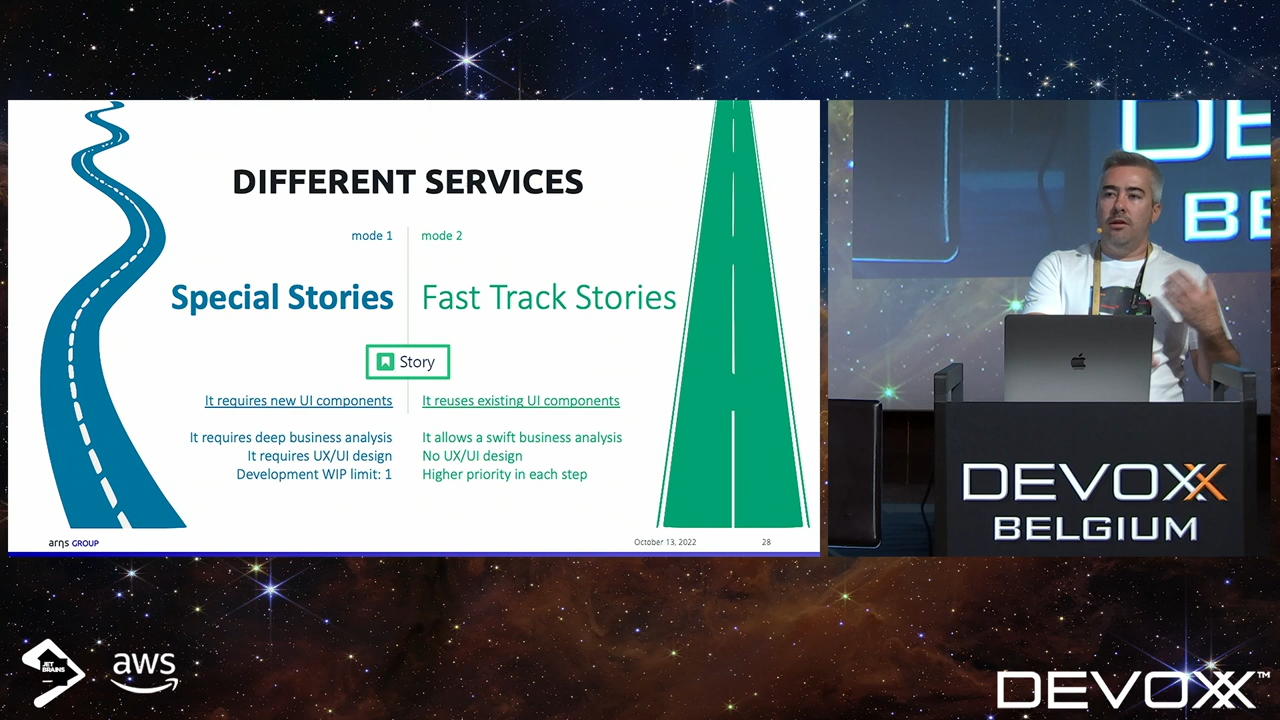 DIFFERENT SERVICES
mode 1
mode 2
Special Stories
Fast Track Stories
Story
It requires new UI components
It reuses existing UI components
It requires deep business analysis
It requires UX/UI design
Development WIP limit: 1
It allows a swift business analysis
No UX/UI design
Higher priority in each step
arηs GROUP
October 13, 2022
28
DE
BE
DEVOXX
BELGIUM
JET
BRAINS
aws
DEVOXX™